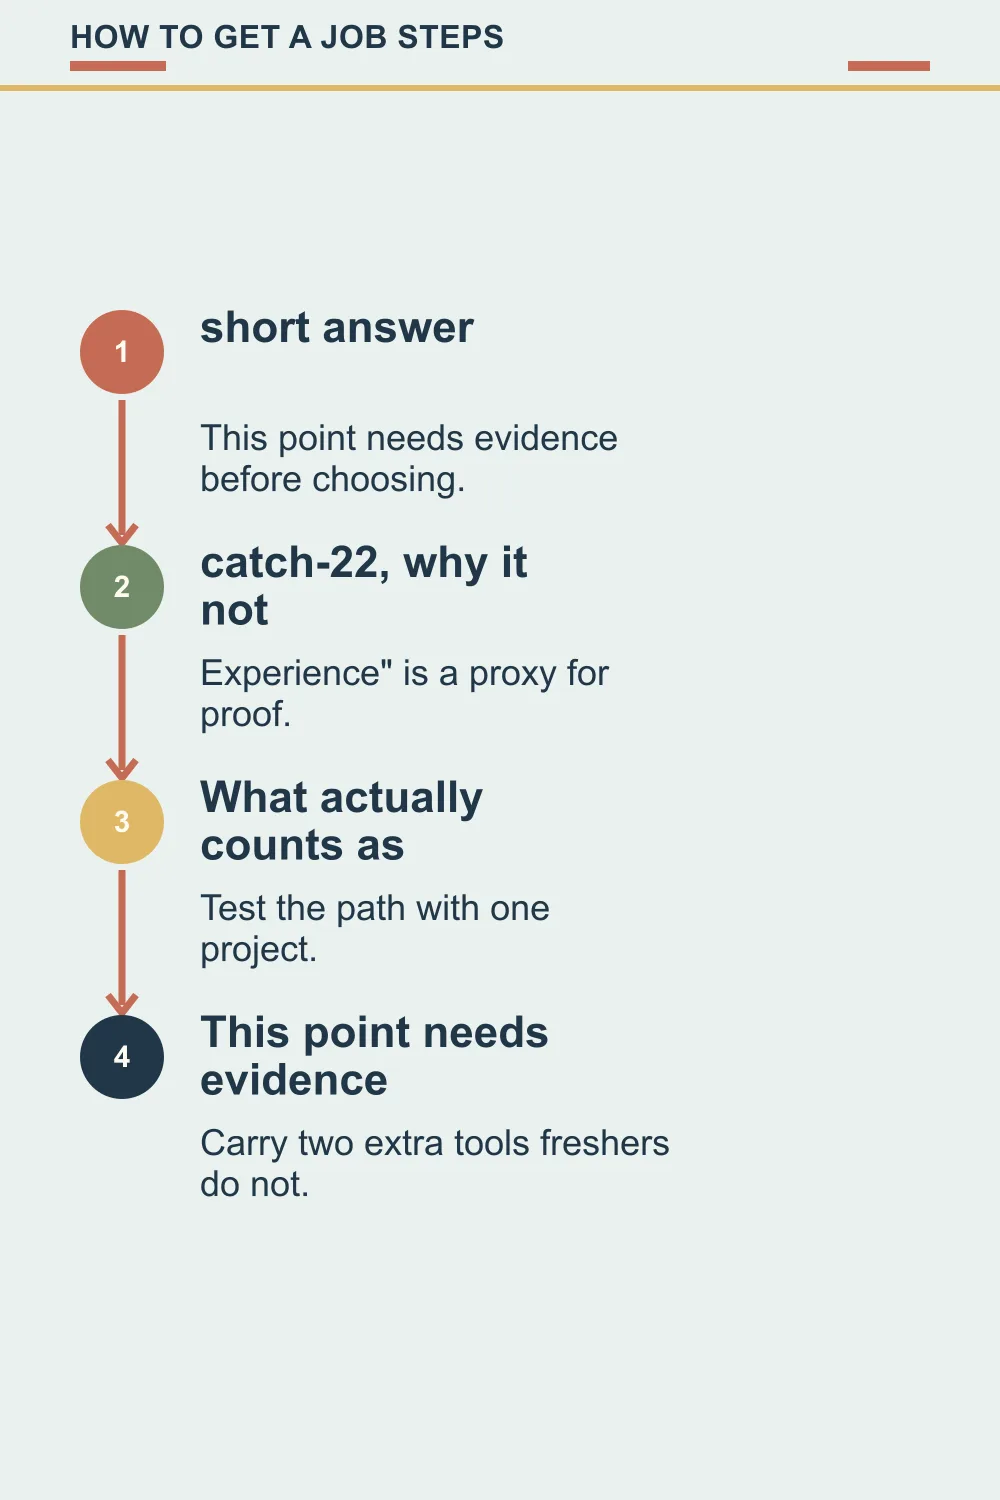 HOW TO GET A JOB STEPS
1
short answer
This point needs evidence
before choosing.
2
catch-22, why it
not
Experience" is a proxy for
proof.
3
What actually
counts as
Test the path with one
project.
4
This point needs
evidence
Carry two extra tools freshers
do not.